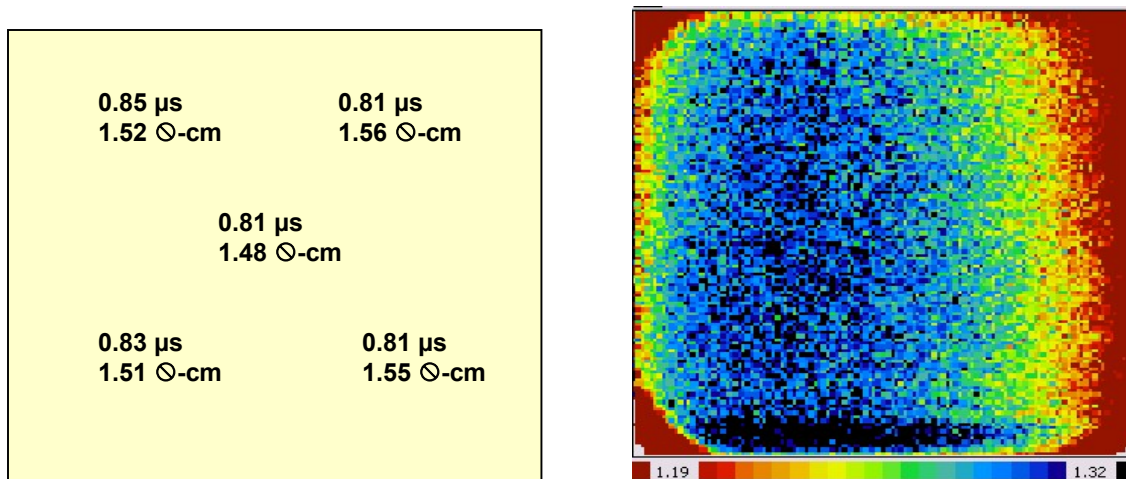 0.85 µs
1.52 ⦸-cm
0.81 µs
1.56 ⦸-cm
0.81 µs
1.48 ⦸-cm
0.83 µs
1.51 ⦸-cm
0.81 µs
1.55 ⦸-cm
1.19 1.32